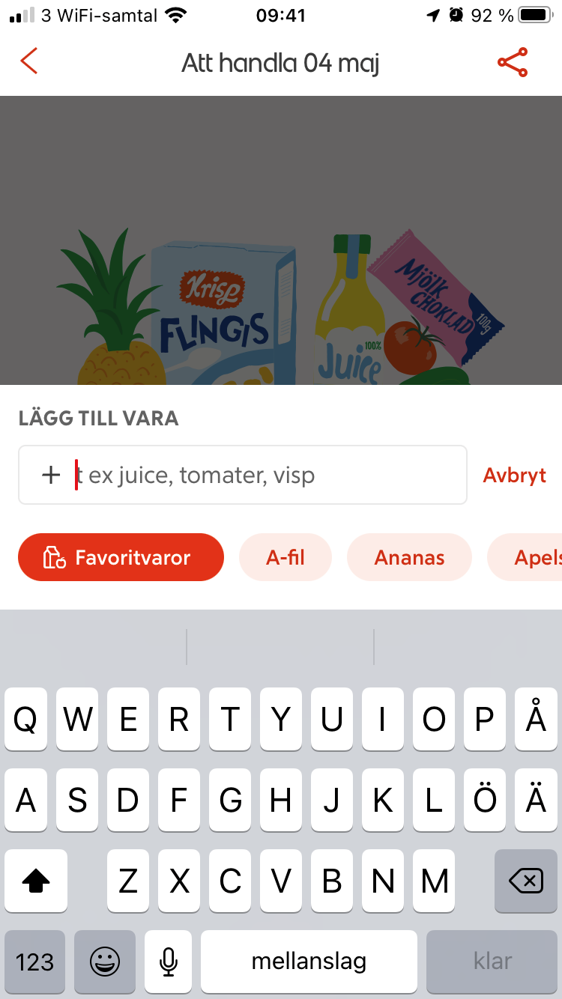 3 WiFi-samtal 09:41 92 %
Att handla 04 maj
Krisp
FLINGIS
Mjölk
CHOKLAD
100g
100%
Juice
LÄGG TILL VARA
+ t ex juice, tomater, visp
Avbryt
Favoritvaror A-fil Ananas Apels
Q W E R T Y U I O P Å
A S D F G H J K L Ö Ä
Z X C V B N M
123 mellanslag klar